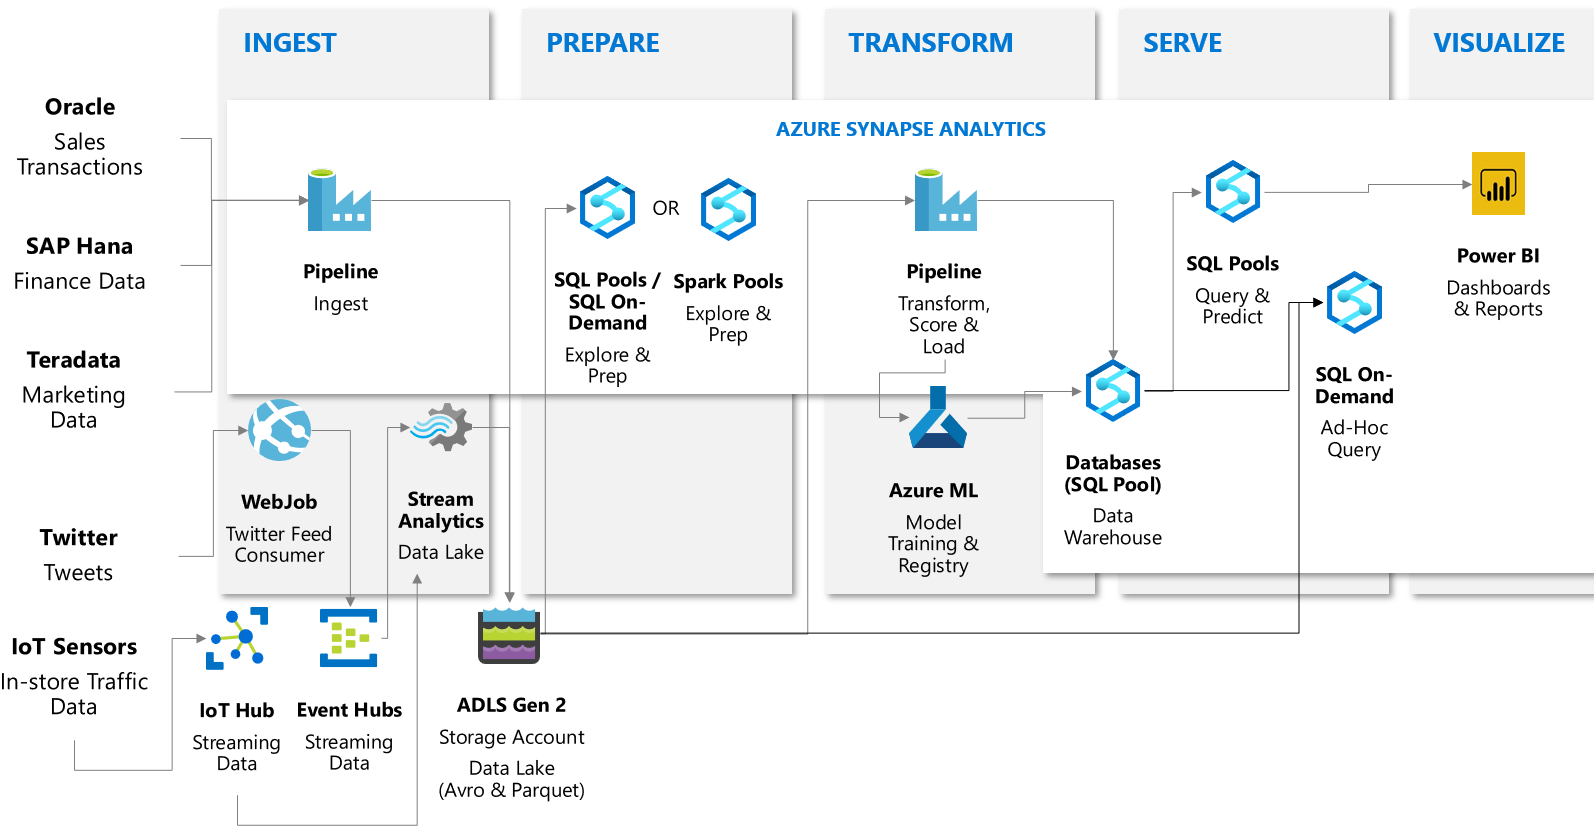 INGEST
PREPARE
TRANSFORM
SERVE
VISUALIZE
AZURE SYNAPSE ANALYTICS
Oracle
Sales
Transactions
SAP Hana
Finance Data
Teradata
Marketing
Data
Twitter
Tweets
IoT Sensors
In-store Traffic
Data
Pipeline
Ingest
SQL Pools /
SQL On-
Demand
Explore &
Prep
OR
Spark Pools
Explore &
Prep
Pipeline
Transform,
Score &
Load
SQL Pools
Query &
Predict
Power BI
Dashboards
& Reports
SQL On-
Demand
Ad-Hoc
Query
WebJob
Twitter Feed
Consumer
Stream
Analytics
Data Lake
Azure ML
Model
Training &
Registry
Databases
(SQL Pool)
Data
Warehouse
IoT Hub
Streaming
Data
Event Hubs
Streaming
Data
ADLS Gen 2
Storage Account
Data Lake
(Avro & Parquet)